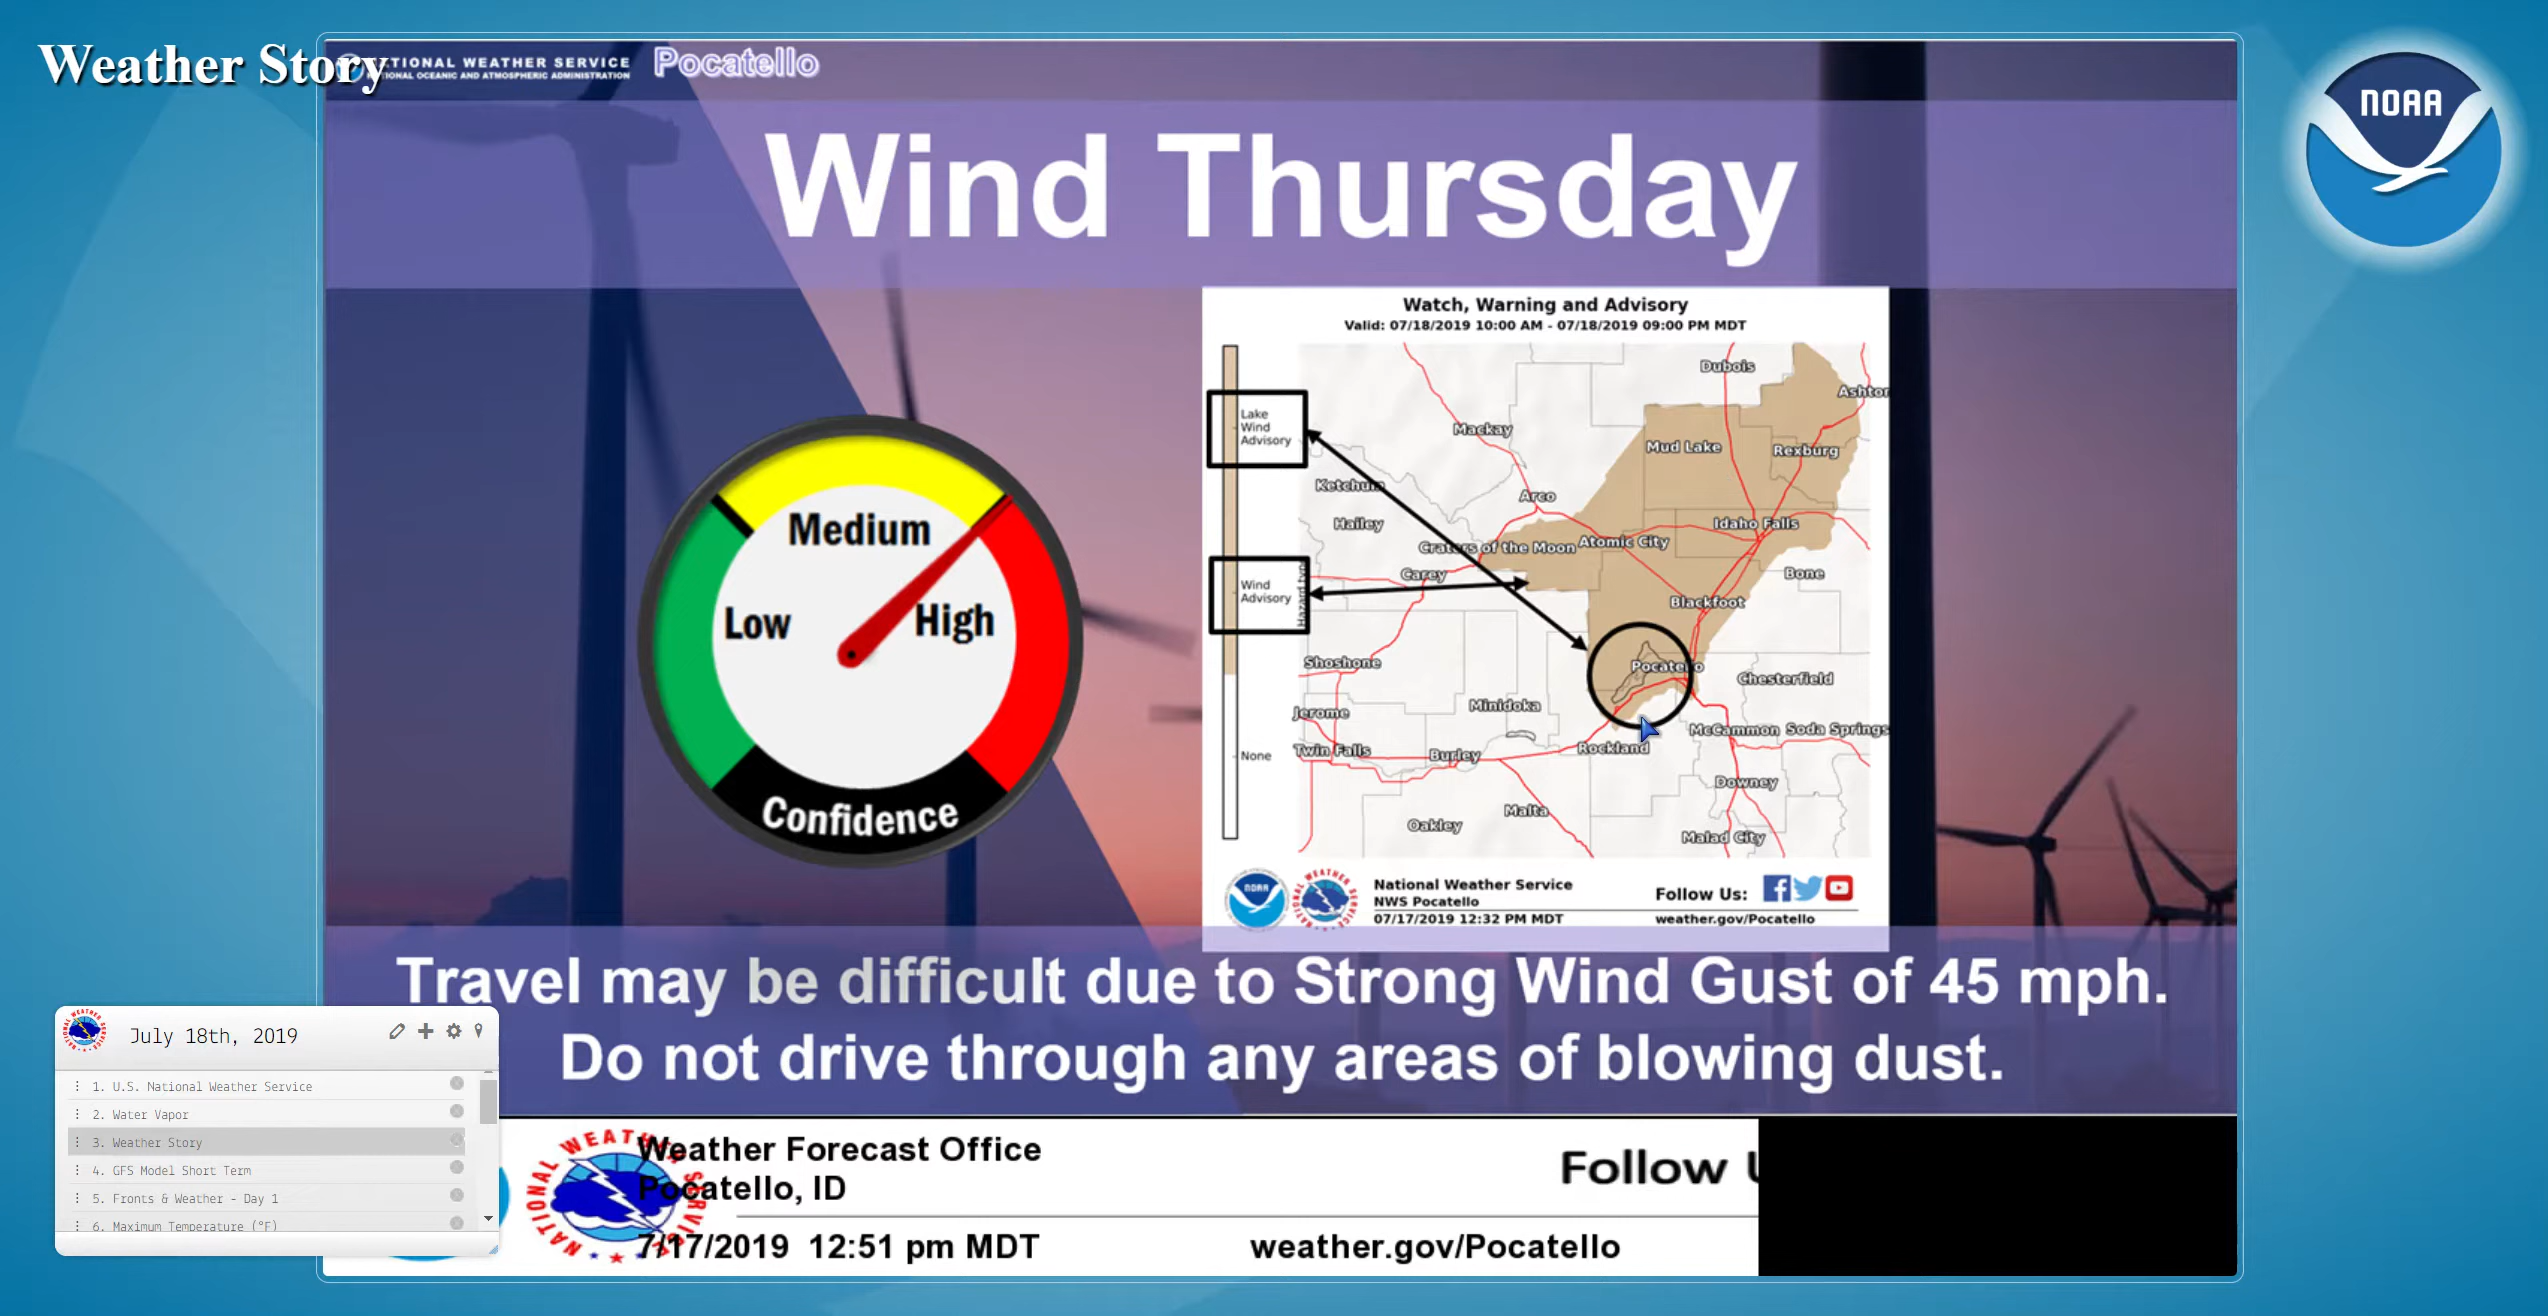 Weather Story
NATIONAL WEATHER SERVICE
NATIONAL OCEANIC AND ATMOSPHERIC ADMINISTRATION
Pocatello
NOAA
Wind Thursday
Medium
Low
High
Confidence
Watch, Warning and Advisory
Valid: 07/18/2019 10:00 AM - 07/18/2019 09:00 PM MDT
Lake
Wind
Advisory
Wind
Advisory
None
Dubois
Ashton
Mackay
Mud Lake
Rexburg
Ketchum
Arco
Hailey
Idaho Falls
Craters of the Moon
Atomic City
Carey
Bone
Blackfoot
Shoshone
Pocatello
Chesterfield
Minidoka
Jerome
McCammon
Soda Springs
Twin Falls
Burley
Rockland
Downey
Malta
Oakley
Malad City
NOAA
NATIONAL WEATHER SERVICE
National Weather Service
NWS Pocatello
07/17/2019 12:32 PM MDT
Follow Us:
weather.gov/Pocatello
Travel may be difficult due to Strong Wind Gust of 45 mph.
Do not drive through any areas of blowing dust.
July 18th, 2019
1. U.S. National Weather Service
2. Water Vapor
3. Weather Story
4. GFS Model Short Term
5. Fronts & Weather - Day 1
6. Maximum Temperature (°F)
NATIONAL WEATHER SERVICE
Weather Forecast Office
Pocatello, ID
7/17/2019 12:51 pm MDT
Follow
weather.gov/Pocatello